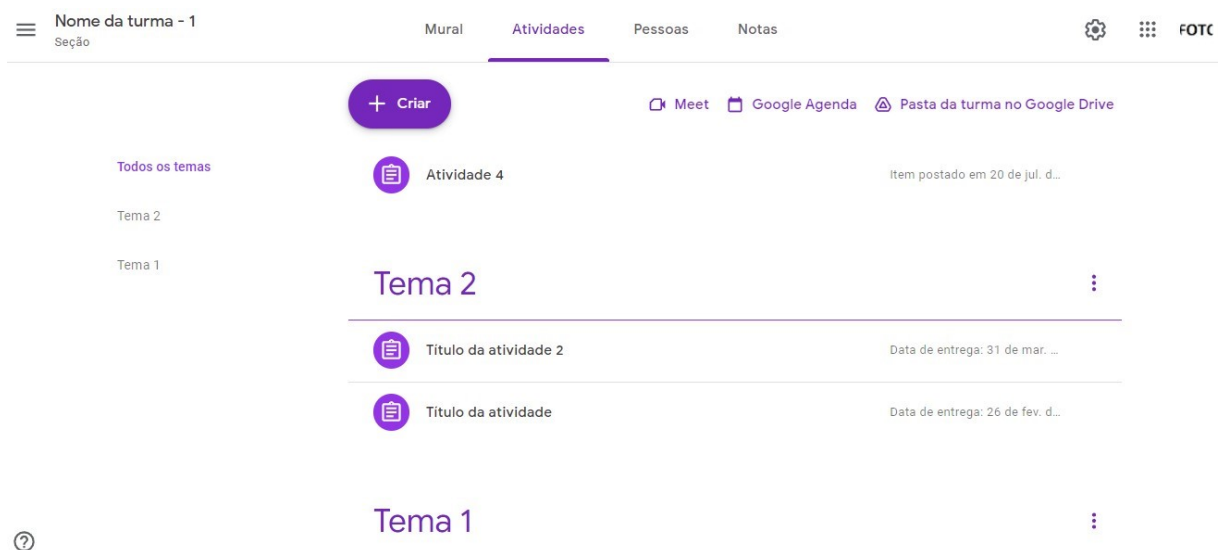 Nome da turma - 1
Seção
Mural Atividades Pessoas Notas
FOTO
+ Criar
Meet Google Agenda Pasta da turma no Google Drive
Todos os temas
Tema 2
Tema 1
Atividade 4 Item postado em 20 de jul. d...
Tema 2
Título da atividade 2 Data de entrega: 31 de mar. ...
Título da atividade Data de entrega: 26 de fev. d...
Tema 1